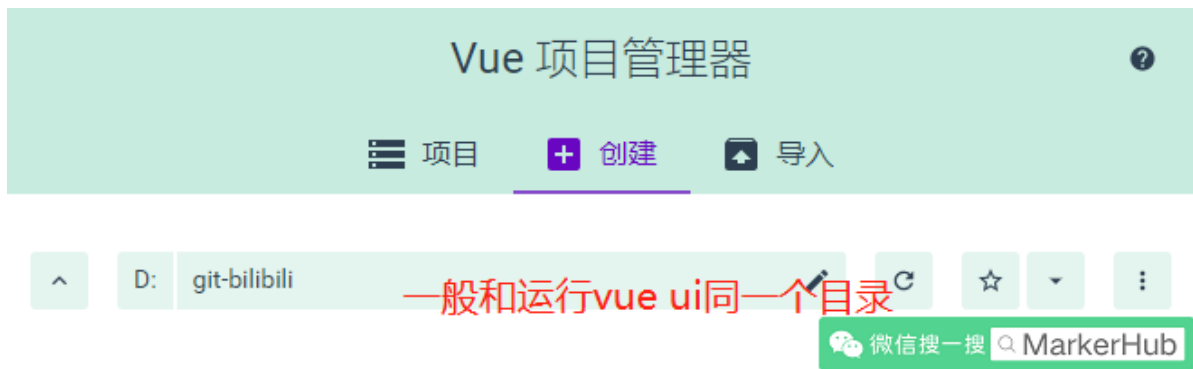 Vue 项目管理器
项目 创建 导入
D: git-bilibili
一般和运行vue ui同一个目录
微信搜一搜 MarkerHub